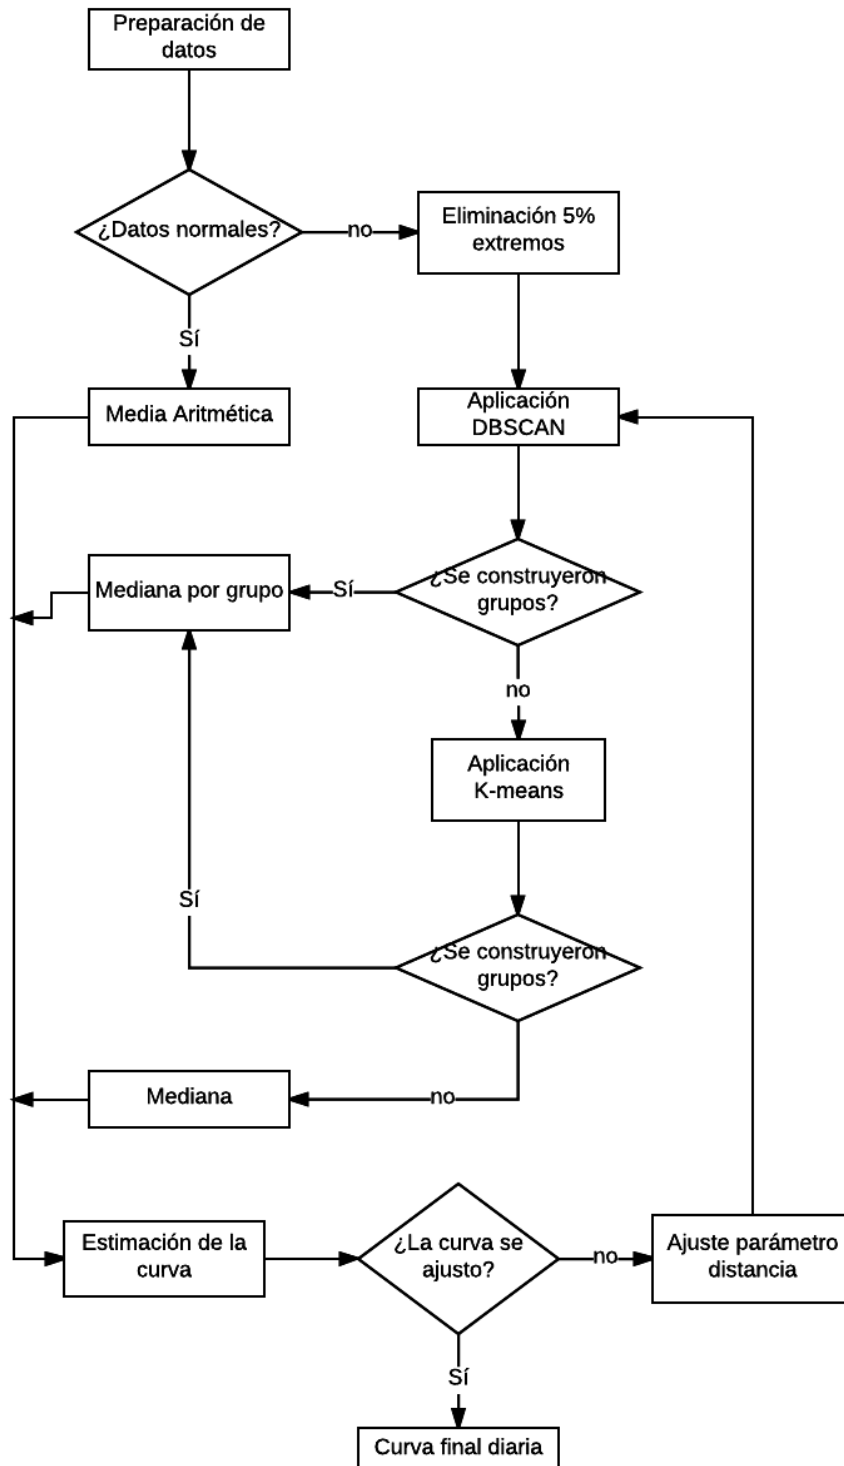 Preparación de
datos
¿Datos normales?
no
Eliminación 5%
extremos
Sí
Media Aritmética
Aplicación
DBSCAN
¿Se construyeron
grupos?
Sí
Mediana por grupo
no
Aplicación
K-means
Sí
¿Se construyeron
grupos?
no
Mediana
Estimación de la
curva
¿La curva se
ajusto?
no
Ajuste parámetro
distancia
Sí
Curva final diaria